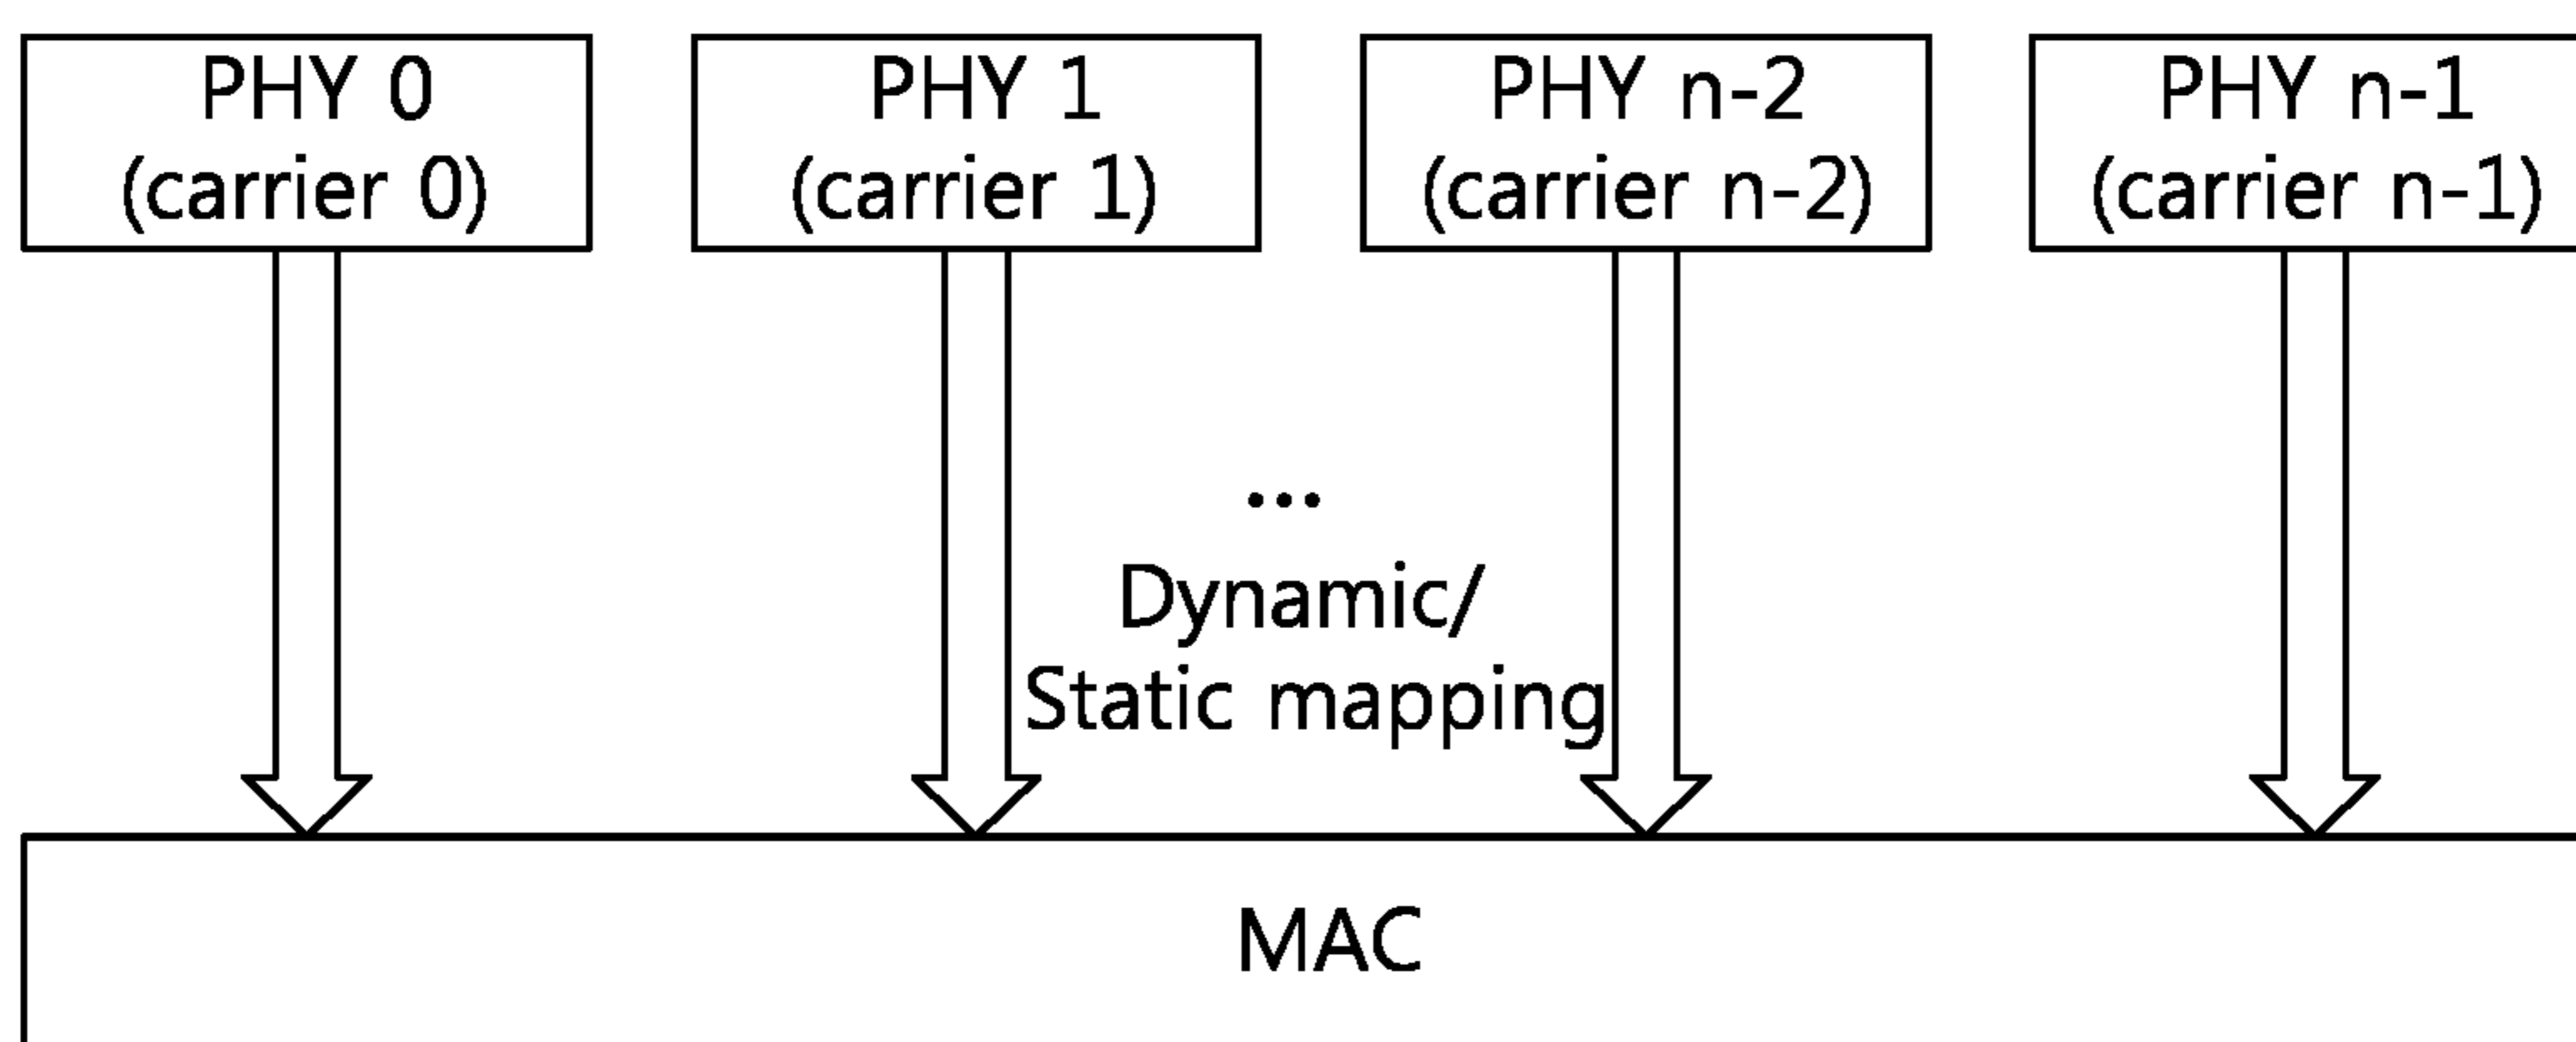 PHY 0
(carrier 0)
PHY 1
(carrier 1)
PHY n-2
(carrier n-2)
PHY n-1
(carrier n-1)
...
Dynamic/
Static mapping
MAC